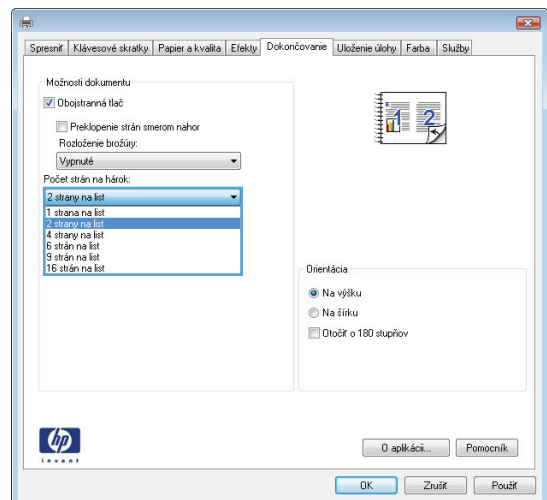 Spresniť Klávesové skratky Papier a kvalita Efekty Dokončovanie Uloženie úlohy Farba Služby
Možnosti dokumentu
Obojstranná tlač
Preklopenie strán smerom nahor
Rozloženie brožúry:
Vypnuté
Počet strán na hárok:
2 strany na list
1 strana na list
2 strany na list
4 strany na list
6 strán na list
9 strán na list
16 strán na list
1 2
Orientácia
Na výšku
Na šírku
Otočiť o 180 stupňov
hp
invent
O aplikácii... Pomocník
OK Zrušiť Použiť